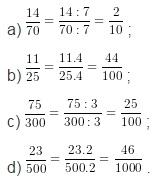 a) 14/70 = 14 : 7/70 : 7 = 2/10 ;
b) 11/25 = 11.4/25.4 = 44/100 ;
c) 75/300 = 75 : 3/300 : 3 = 25/100 ;
d) 23/500 = 23.2/500.2 = 46/1000 .